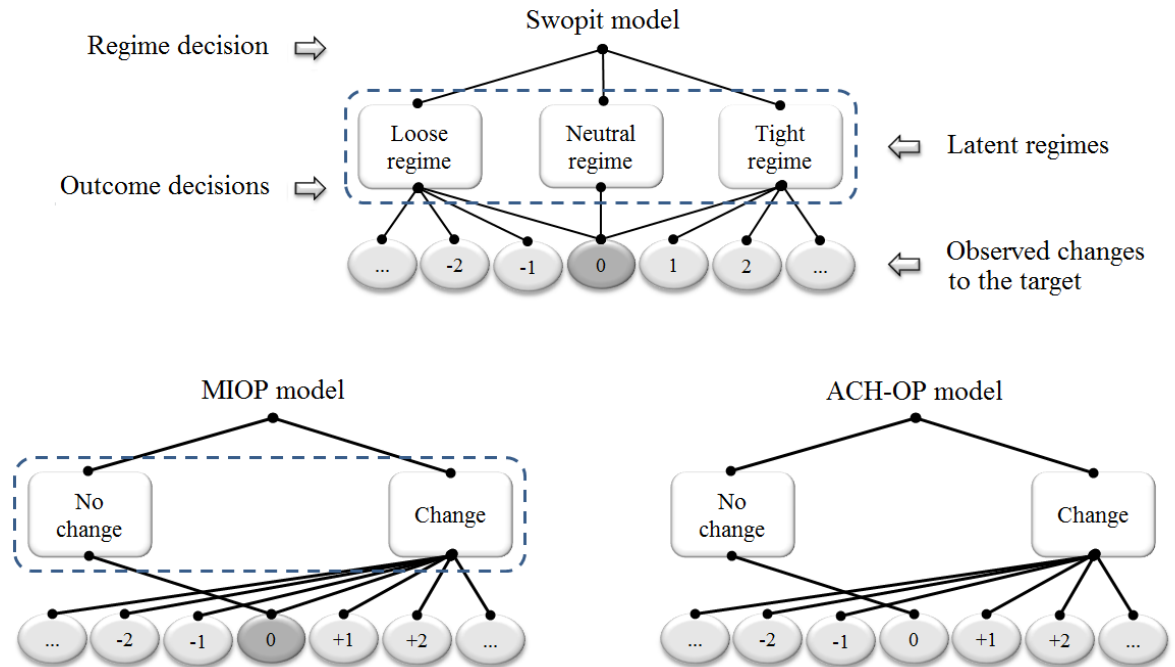 Swopit model
Regime decision
Loose
regime
Neutral
regime
Tight
regime
Latent regimes
Outcome decisions
... -2 -1 0 1 2 ...
Observed changes
to the target
MIOP model
No
change
Change
... -2 -1 0 +1 +2 ...
ACH-OP model
No
change
Change
... -2 -1 0 +1 +2 ...